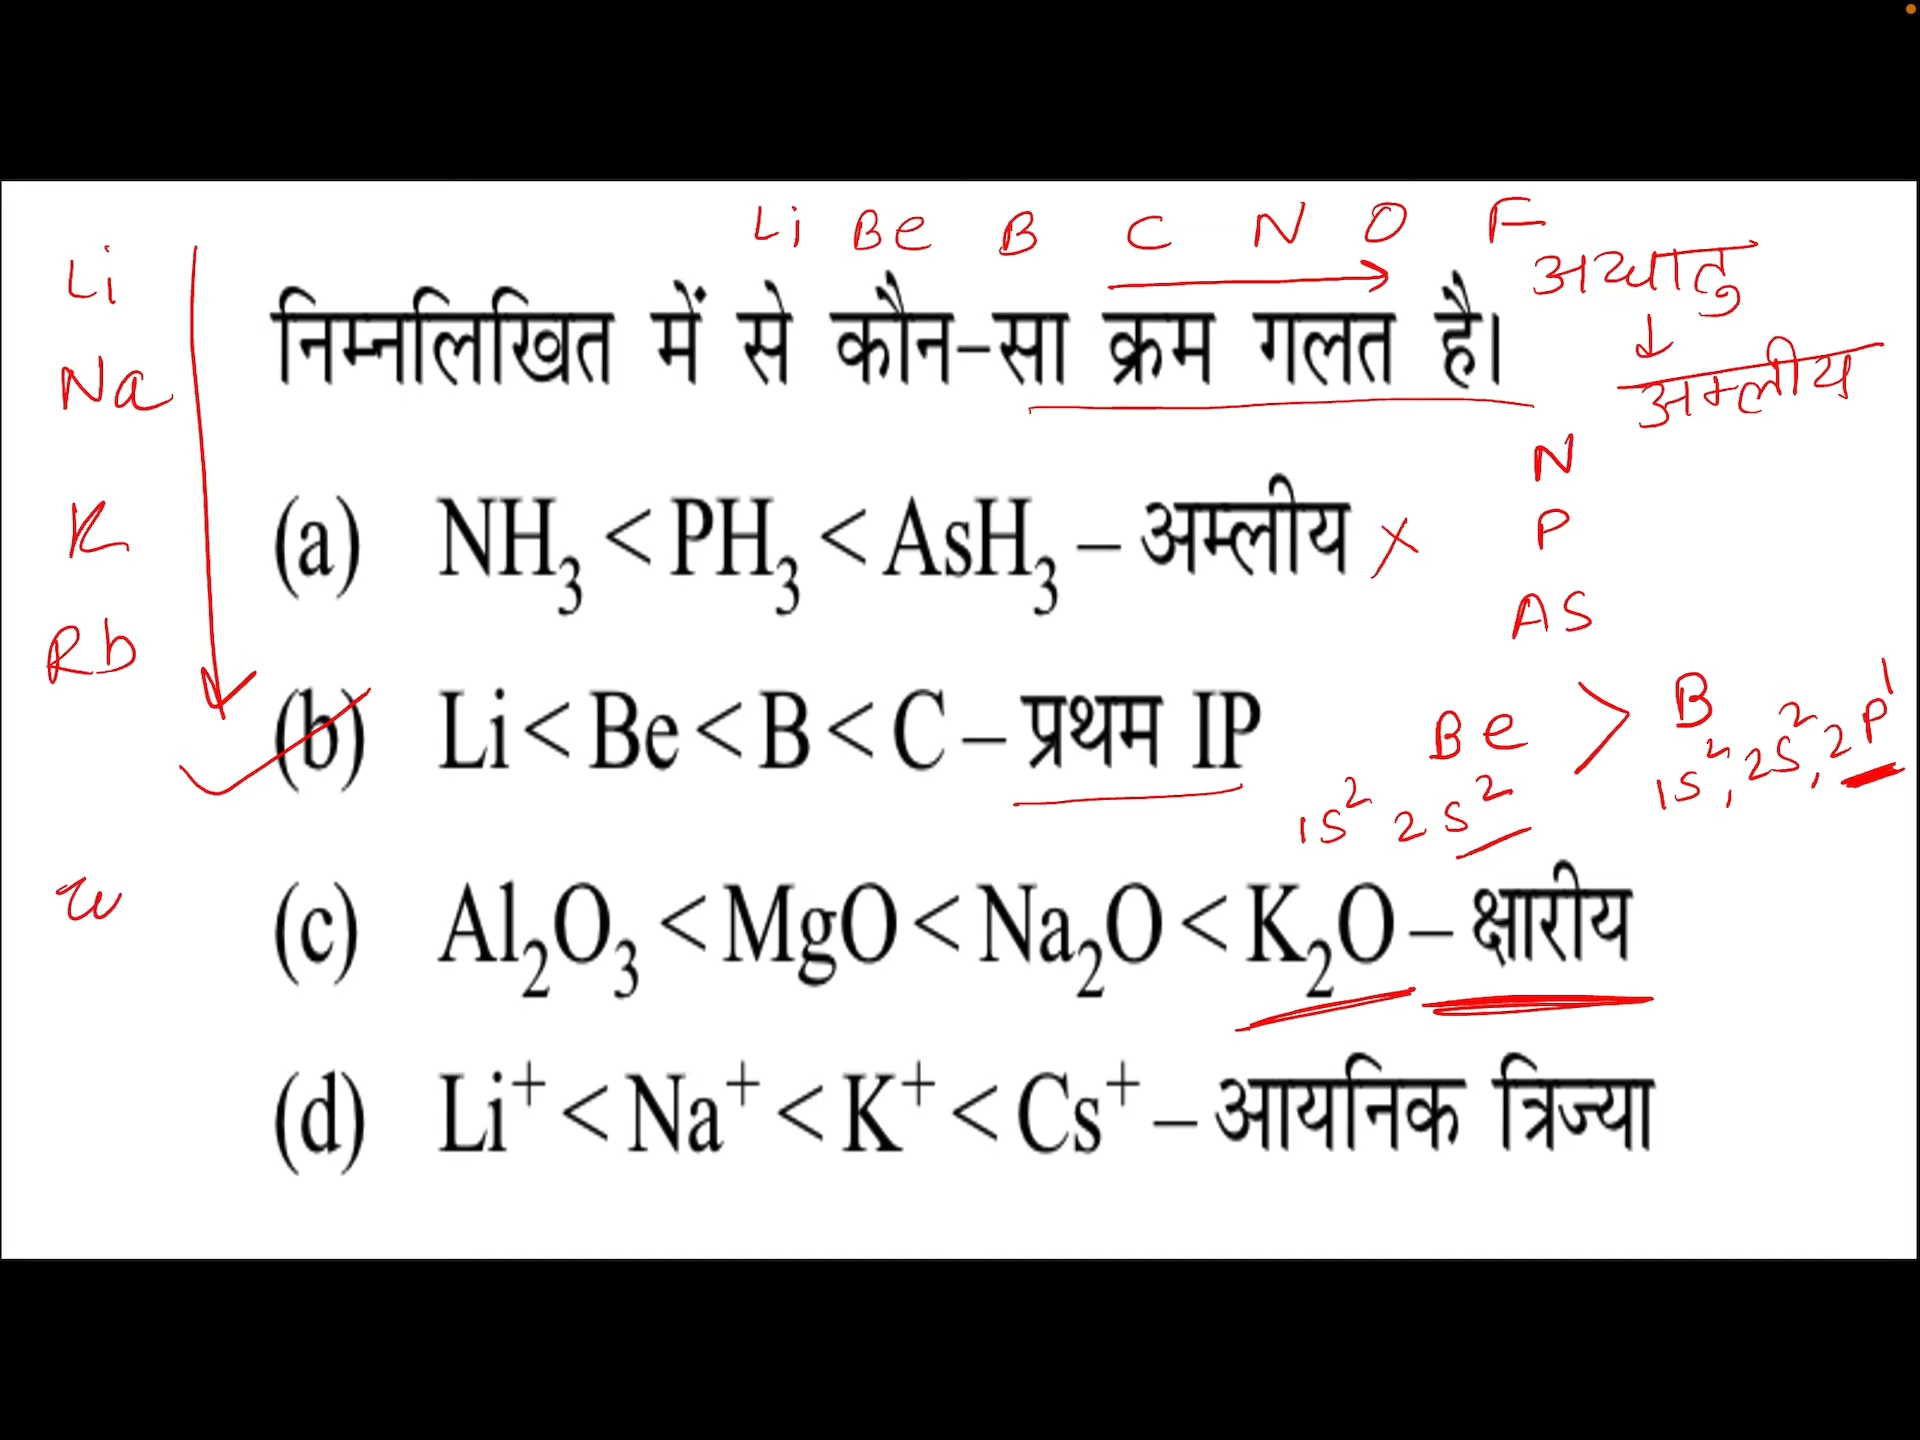 Li Be B C N O F
Li
अधातु
↓
अम्लीय
निम्नलिखित में से कौन-सा क्रम गलत है।
Na
N
P
As
(a) NH₃ < PH₃ < AsH₃ – अम्लीय ×
K
Rb
(b) Li < Be < B < C – प्रथम IP
Be > B
1s² 2s² 1s², 2s², 2p¹
(c) Al₂O₃ < MgO < Na₂O < K₂O – क्षारीय
(d) Li⁺ < Na⁺ < K⁺ < Cs⁺ – आयनिक त्रिज्या